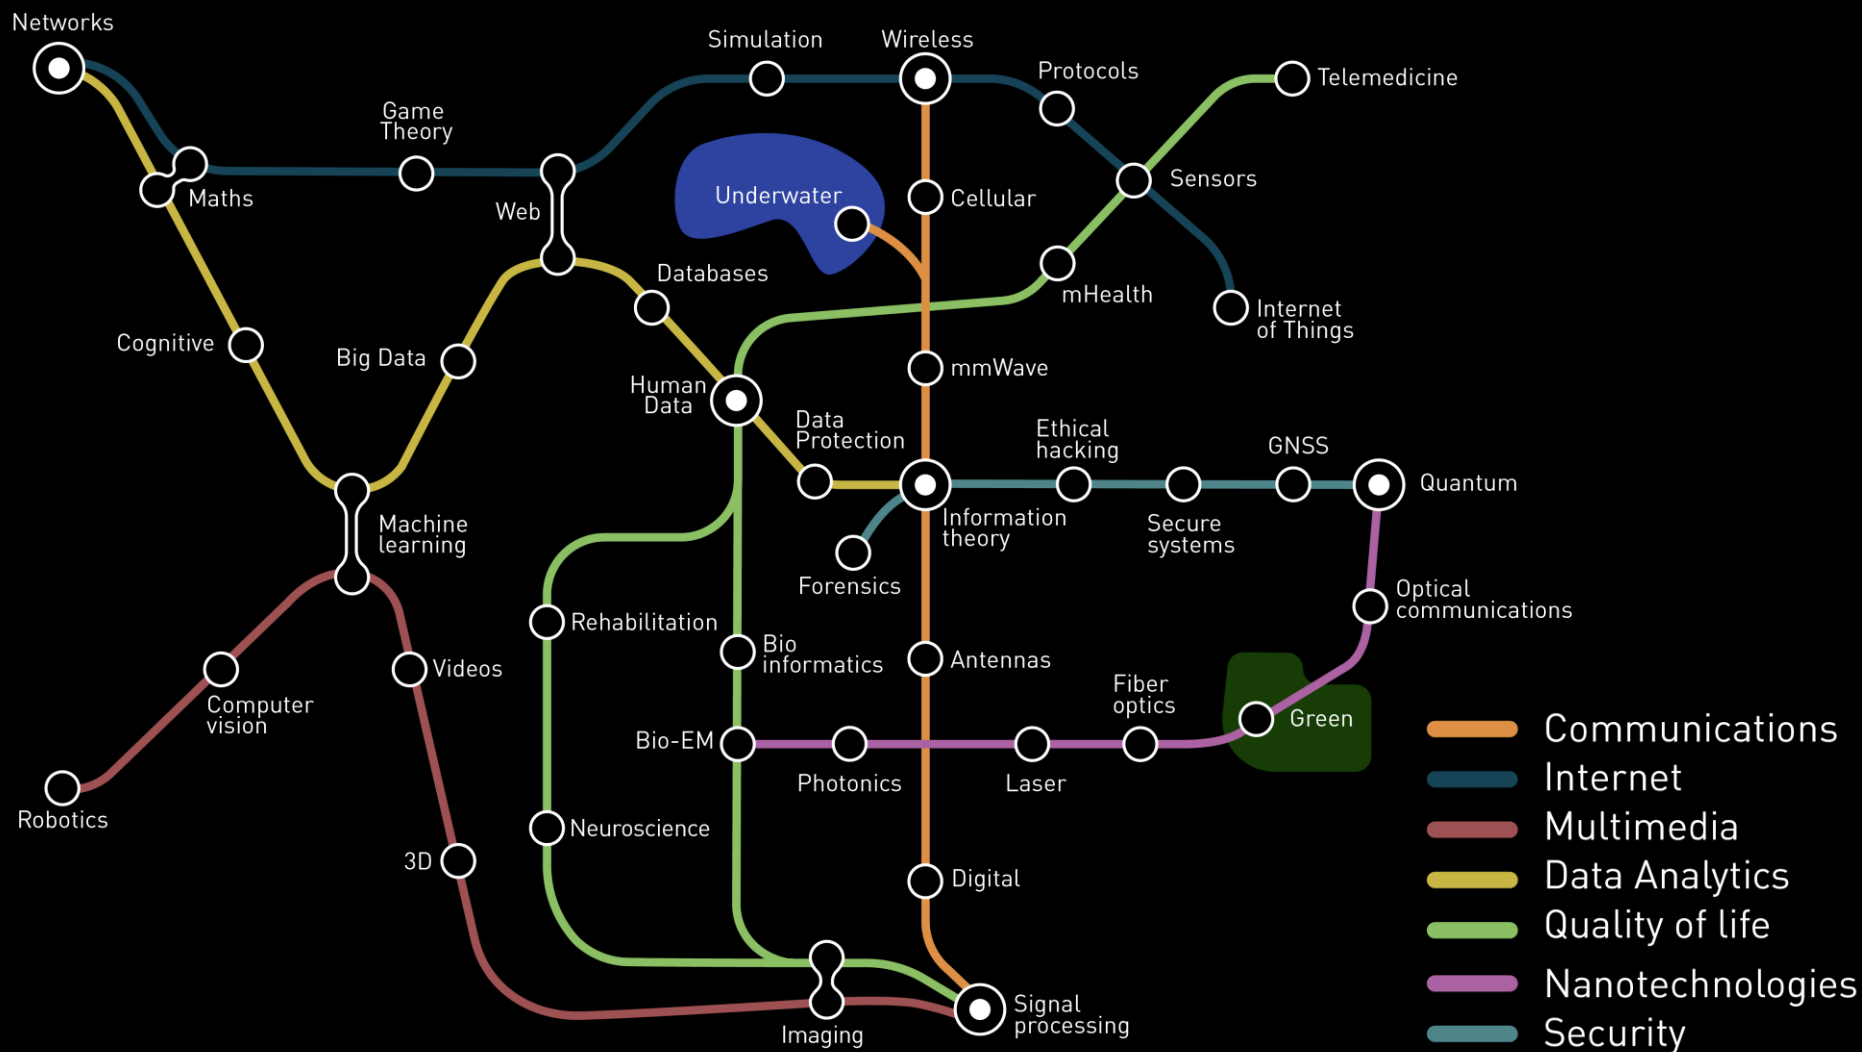 Networks
Simulation
Wireless
Protocols
Telemedicine
Game
Theory
Maths
Web
Underwater
Cellular
Sensors
Databases
mHealth
Internet
of Things
Cognitive
Big Data
Human
Data
mmWave
Data
Protection
Ethical
hacking
GNSS
Quantum
Machine
learning
Information
theory
Secure
systems
Forensics
Optical
communications
Rehabilitation
Bio
informatics
Antennas
Videos
Computer
vision
Fiber
optics
Green
Bio-EM
Photonics
Laser
Robotics
Neuroscience
3D
Digital
Imaging
Signal
processing
Communications
Internet
Multimedia
Data Analytics
Quality of life
Nanotechnologies
Security